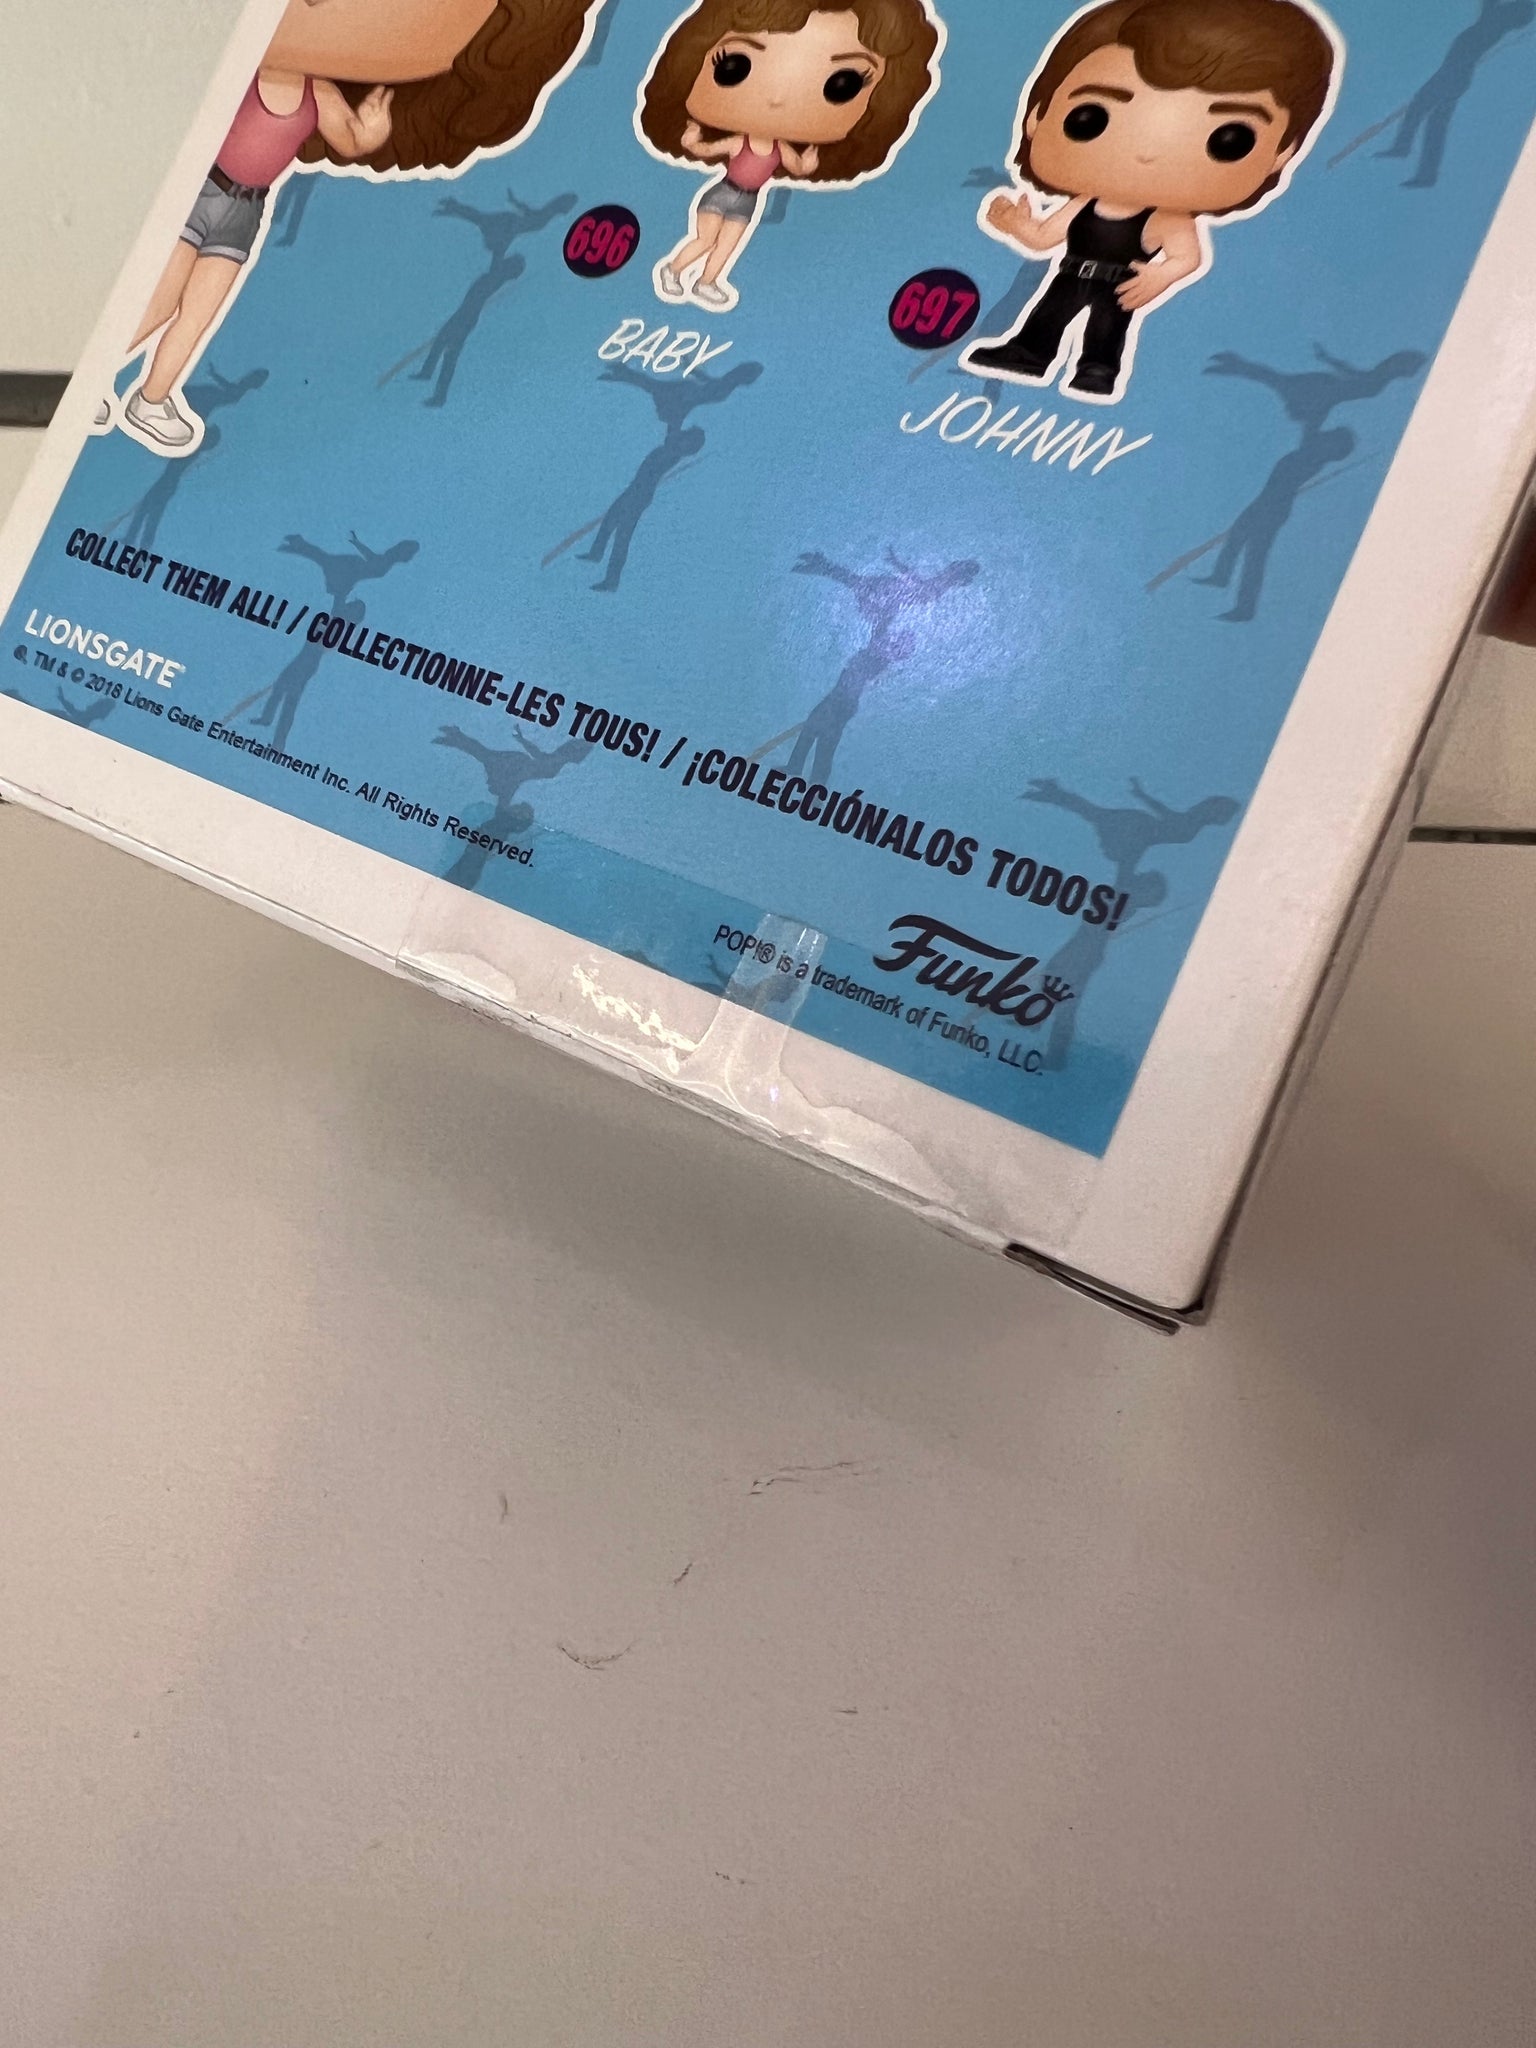 696
BABY
697
JOHNNY
COLLECT THEM ALL! / COLLECTIONNE-LES TOUS! / ¡COLECCIÓNALOS TODOS!
LIONSGATE®
®, TM & © 2018 Lions Gate Entertainment Inc. All Rights Reserved.
Funko
POP!® is a trademark of Funko, LLC.